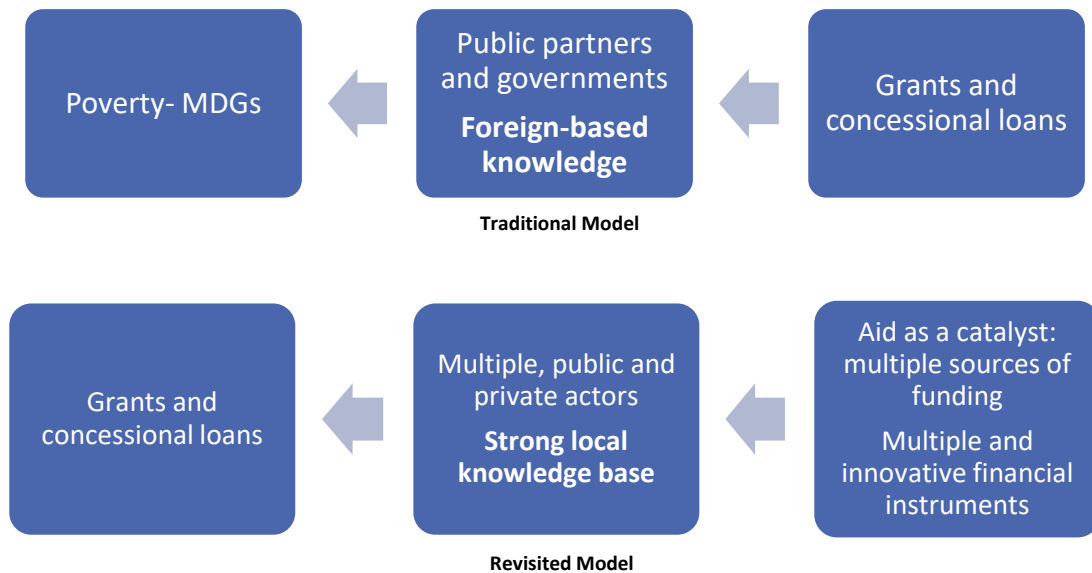 Poverty- MDGs
Public partners
and governments
Foreign-based
knowledge
Grants and
concessional loans
Traditional Model
Grants and
concessional loans
Multiple, public and
private actors
Strong local
knowledge base
Aid as a catalyst:
multiple sources of
funding
Multiple and
innovative financial
instruments
Revisited Model